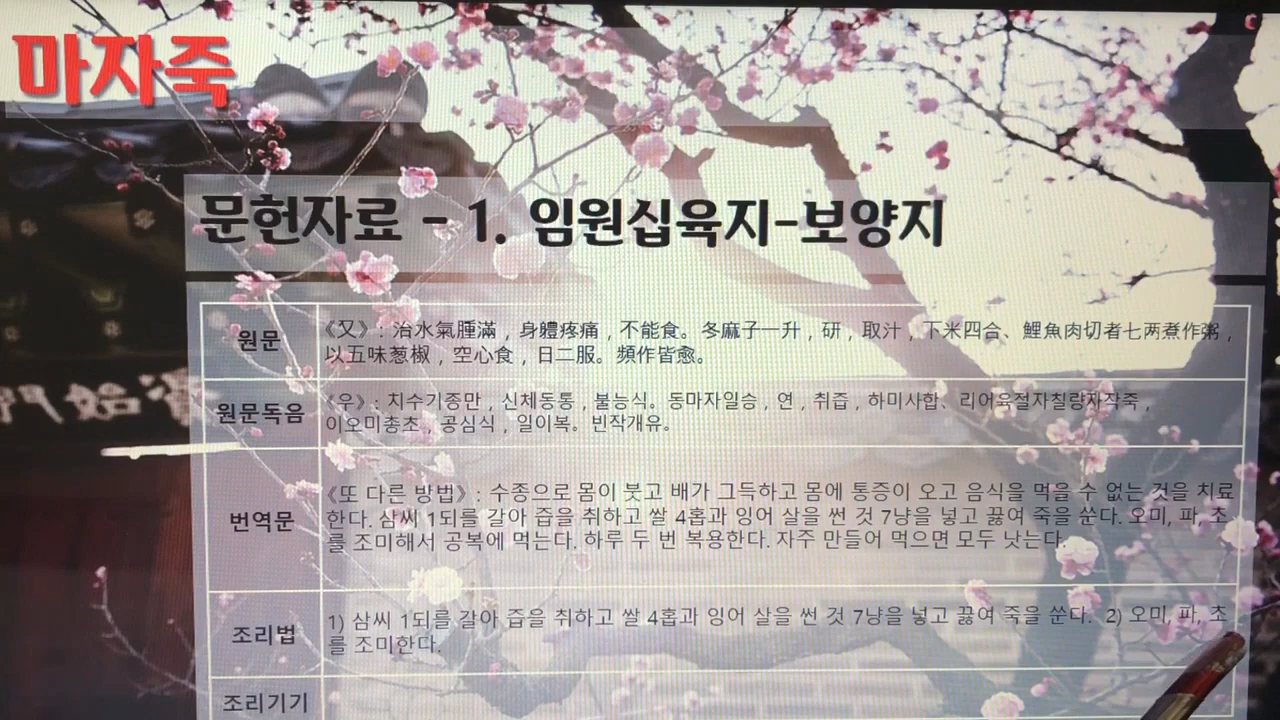 마자죽
문헌자료 - 1. 임원십육지-보양지
원문
《又》: 治水氣腫滿, 身軆疼痛, 不能食。冬麻子一升, 研, 取汁, 下米四合、鯉魚肉切者七两煮作粥,
以五味葱椒, 空心食, 日二服。頻作皆愈。
원문독음
《우》: 치수기종만, 신체동통, 불능식。동마자일승, 연, 취즙, 하미사합、리어육절자칠량자작죽,
이오미총초, 공심식, 일이복。빈작개유。
번역문
《또 다른 방법》: 수종으로 몸이 붓고 배가 그득하고 몸에 통증이 오고 음식을 먹을 수 없는 것을 치료
한다. 삼씨 1되를 갈아 즙을 취하고 쌀 4홉과 잉어 살을 썬 것 7냥을 넣고 끓여 죽을 쑨다. 오미, 파, 초
를 조미해서 공복에 먹는다. 하루 두 번 복용한다. 자주 만들어 먹으면 모두 낫는다.
조리법
1) 삼씨 1되를 갈아 즙을 취하고 쌀 4홉과 잉어 살을 썬 것 7냥을 넣고 끓여 죽을 쑨다. 2) 오미, 파, 초
를 조미한다.
조리기기